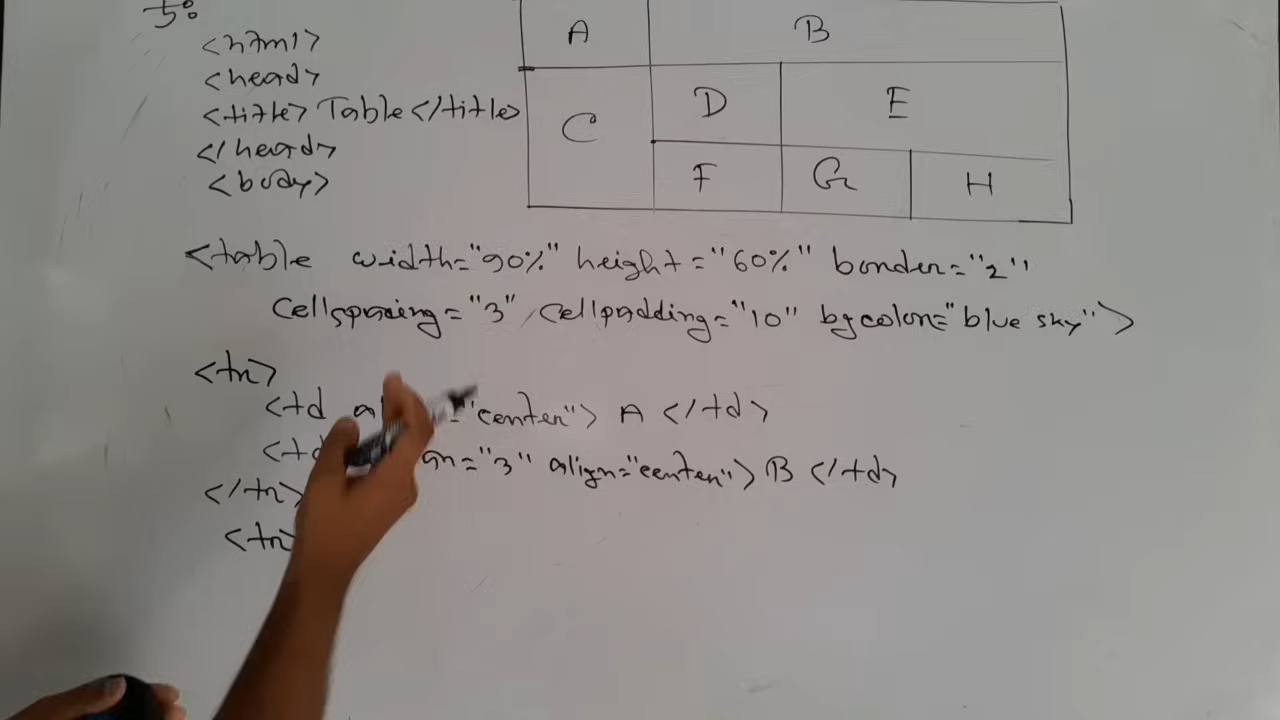 <html>
<head>
<title> Table </title>
</head>
<body>
A B
C D E
F G H
<table width="90%" height="60%" border="2"
cellspacing="3", cellpadding="10" bgcolor="blue sky">
<tr>
<td "center"> A </td>
<td ="3" align="center"> B </td>
</tr>
<tr